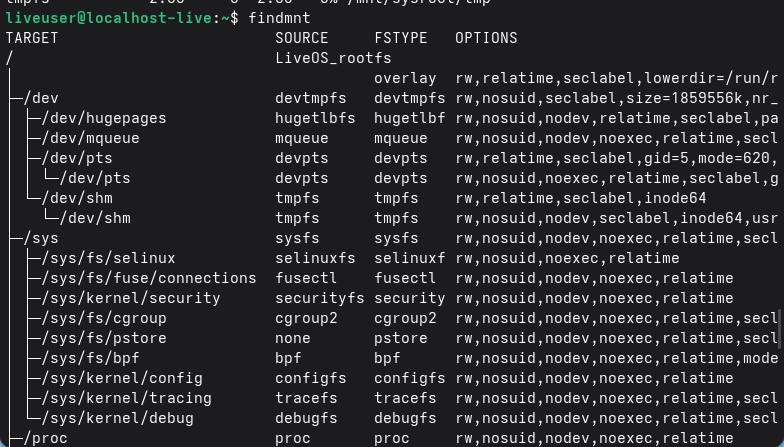 liveuser@localhost-live:~$ findmnt
TARGET SOURCE FSTYPE OPTIONS
/ LiveOS_rootfs
overlay rw,relatime,seclabel,lowerdir=/run/r
├─/dev devtmpfs devtmpfs rw,nosuid,seclabel,size=1859556k,nr_
│ ├─/dev/hugepages hugetlbfs hugetlbf rw,nosuid,nodev,relatime,seclabel,pa
│ ├─/dev/mqueue mqueue mqueue rw,nosuid,nodev,noexec,relatime,secl
│ ├─/dev/pts devpts devpts rw,relatime,seclabel,gid=5,mode=620,
│ │ └─/dev/pts devpts devpts rw,nosuid,noexec,relatime,seclabel,g
│ └─/dev/shm tmpfs tmpfs rw,relatime,seclabel,inode64
│ └─/dev/shm tmpfs tmpfs rw,nosuid,nodev,seclabel,inode64,usr
├─/sys sysfs sysfs rw,nosuid,nodev,noexec,relatime,secl
│ ├─/sys/fs/selinux selinuxfs selinuxf rw,nosuid,noexec,relatime
│ ├─/sys/fs/fuse/connections fusectl fusectl rw,nosuid,nodev,noexec,relatime
│ ├─/sys/kernel/security securityfs security rw,nosuid,nodev,noexec,relatime
│ ├─/sys/fs/cgroup cgroup2 cgroup2 rw,nosuid,nodev,noexec,relatime,secl
│ ├─/sys/fs/pstore none pstore rw,nosuid,nodev,noexec,relatime,secl
│ ├─/sys/fs/bpf bpf bpf rw,nosuid,nodev,noexec,relatime,mode
│ ├─/sys/kernel/config configfs configfs rw,nosuid,nodev,noexec,relatime
│ ├─/sys/kernel/tracing tracefs tracefs rw,nosuid,nodev,noexec,relatime,secl
│ └─/sys/kernel/debug debugfs debugfs rw,nosuid,nodev,noexec,relatime,secl
├─/proc proc proc rw,nosuid,nodev,noexec,relatime